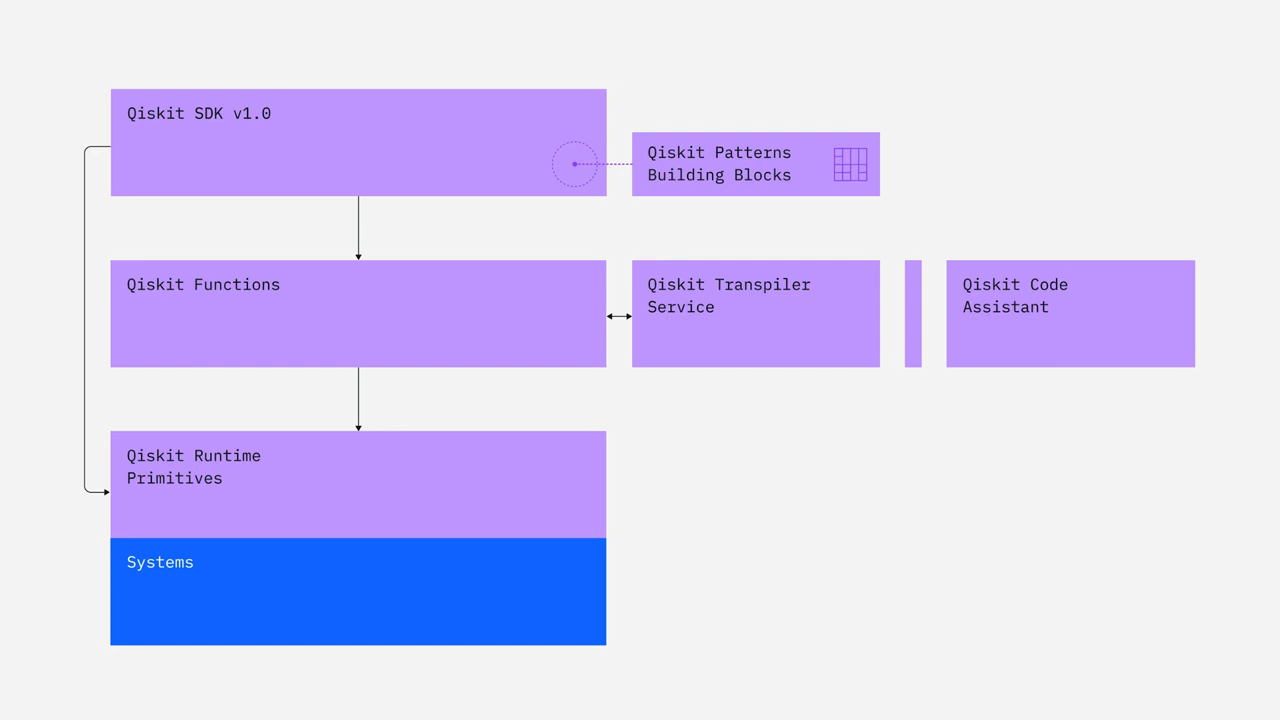 Qiskit SDK v1.0
Qiskit Patterns
Building Blocks
Qiskit Functions
Qiskit Transpiler
Service
Qiskit Code
Assistant
Qiskit Runtime
Primitives
Systems